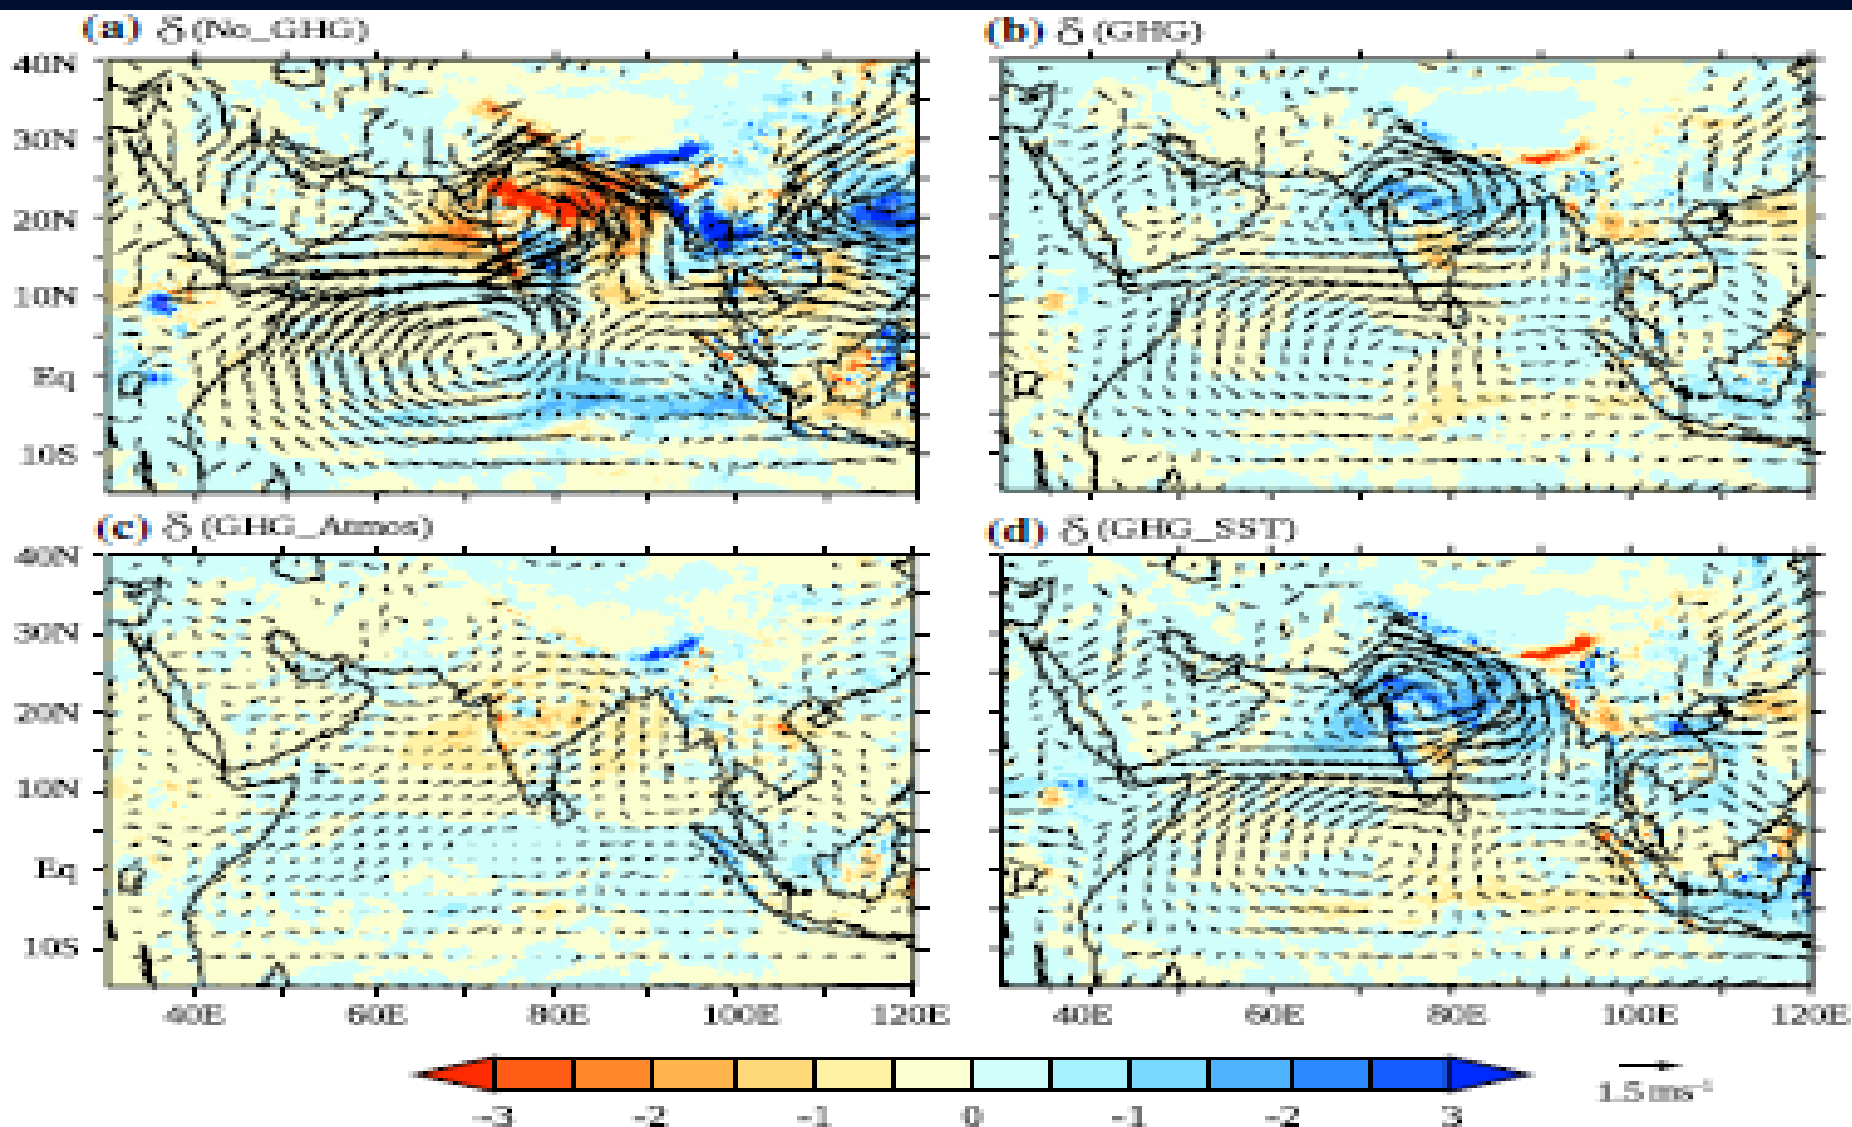 (a) δ (No_GHG) (b) δ (GHG)
40N
30N
20N
10N
Eq
10S
(c) δ (GHG_Atmos) (d) δ (GHG_SST)
40N
30N
20N
10N
Eq
10S
40E 60E 80E 100E 120E 40E 60E 80E 100E 120E
-3 -2 -1 0 -1 -2 3
1.5 ms⁻¹